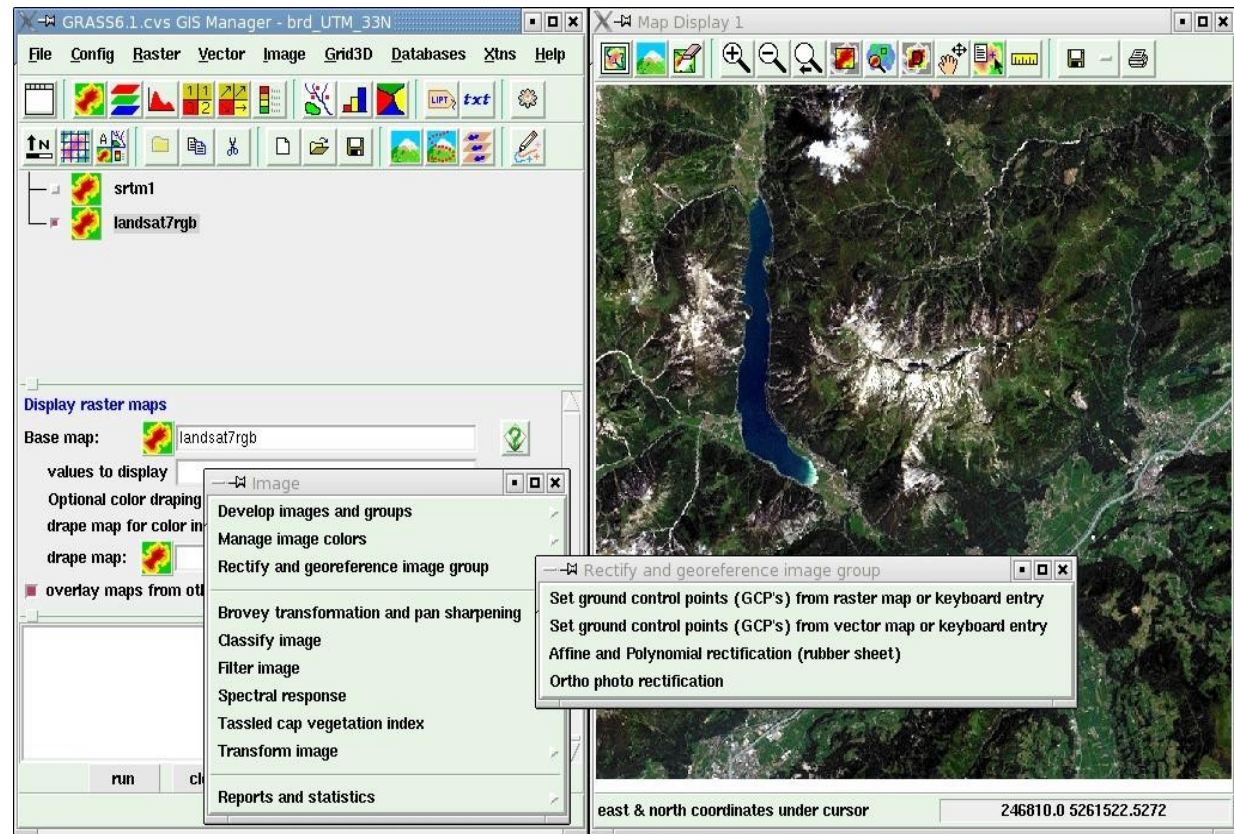 GRASS6.1.cvs GIS Manager - brd_UTM_33N
File Config Raster Vector Image Grid3D Databases Xtns Help
txt
srtm1
landsat7rgb
Display raster maps
Base map: landsat7rgb
values to display
Optional color draping
drape map for color in
drape map:
overlay maps from oth
run
Image
Develop images and groups
Manage image colors
Rectify and georeference image group
Brovey transformation and pan sharpening
Classify image
Filter image
Spectral response
Tassled cap vegetation index
Transform image
Reports and statistics
Rectify and georeference image group
Set ground control points (GCP's) from raster map or keyboard entry
Set ground control points (GCP's) from vector map or keyboard entry
Affine and Polynomial rectification (rubber sheet)
Ortho photo rectification
Map Display 1
east & north coordinates under cursor 246810.0 5261522.5272